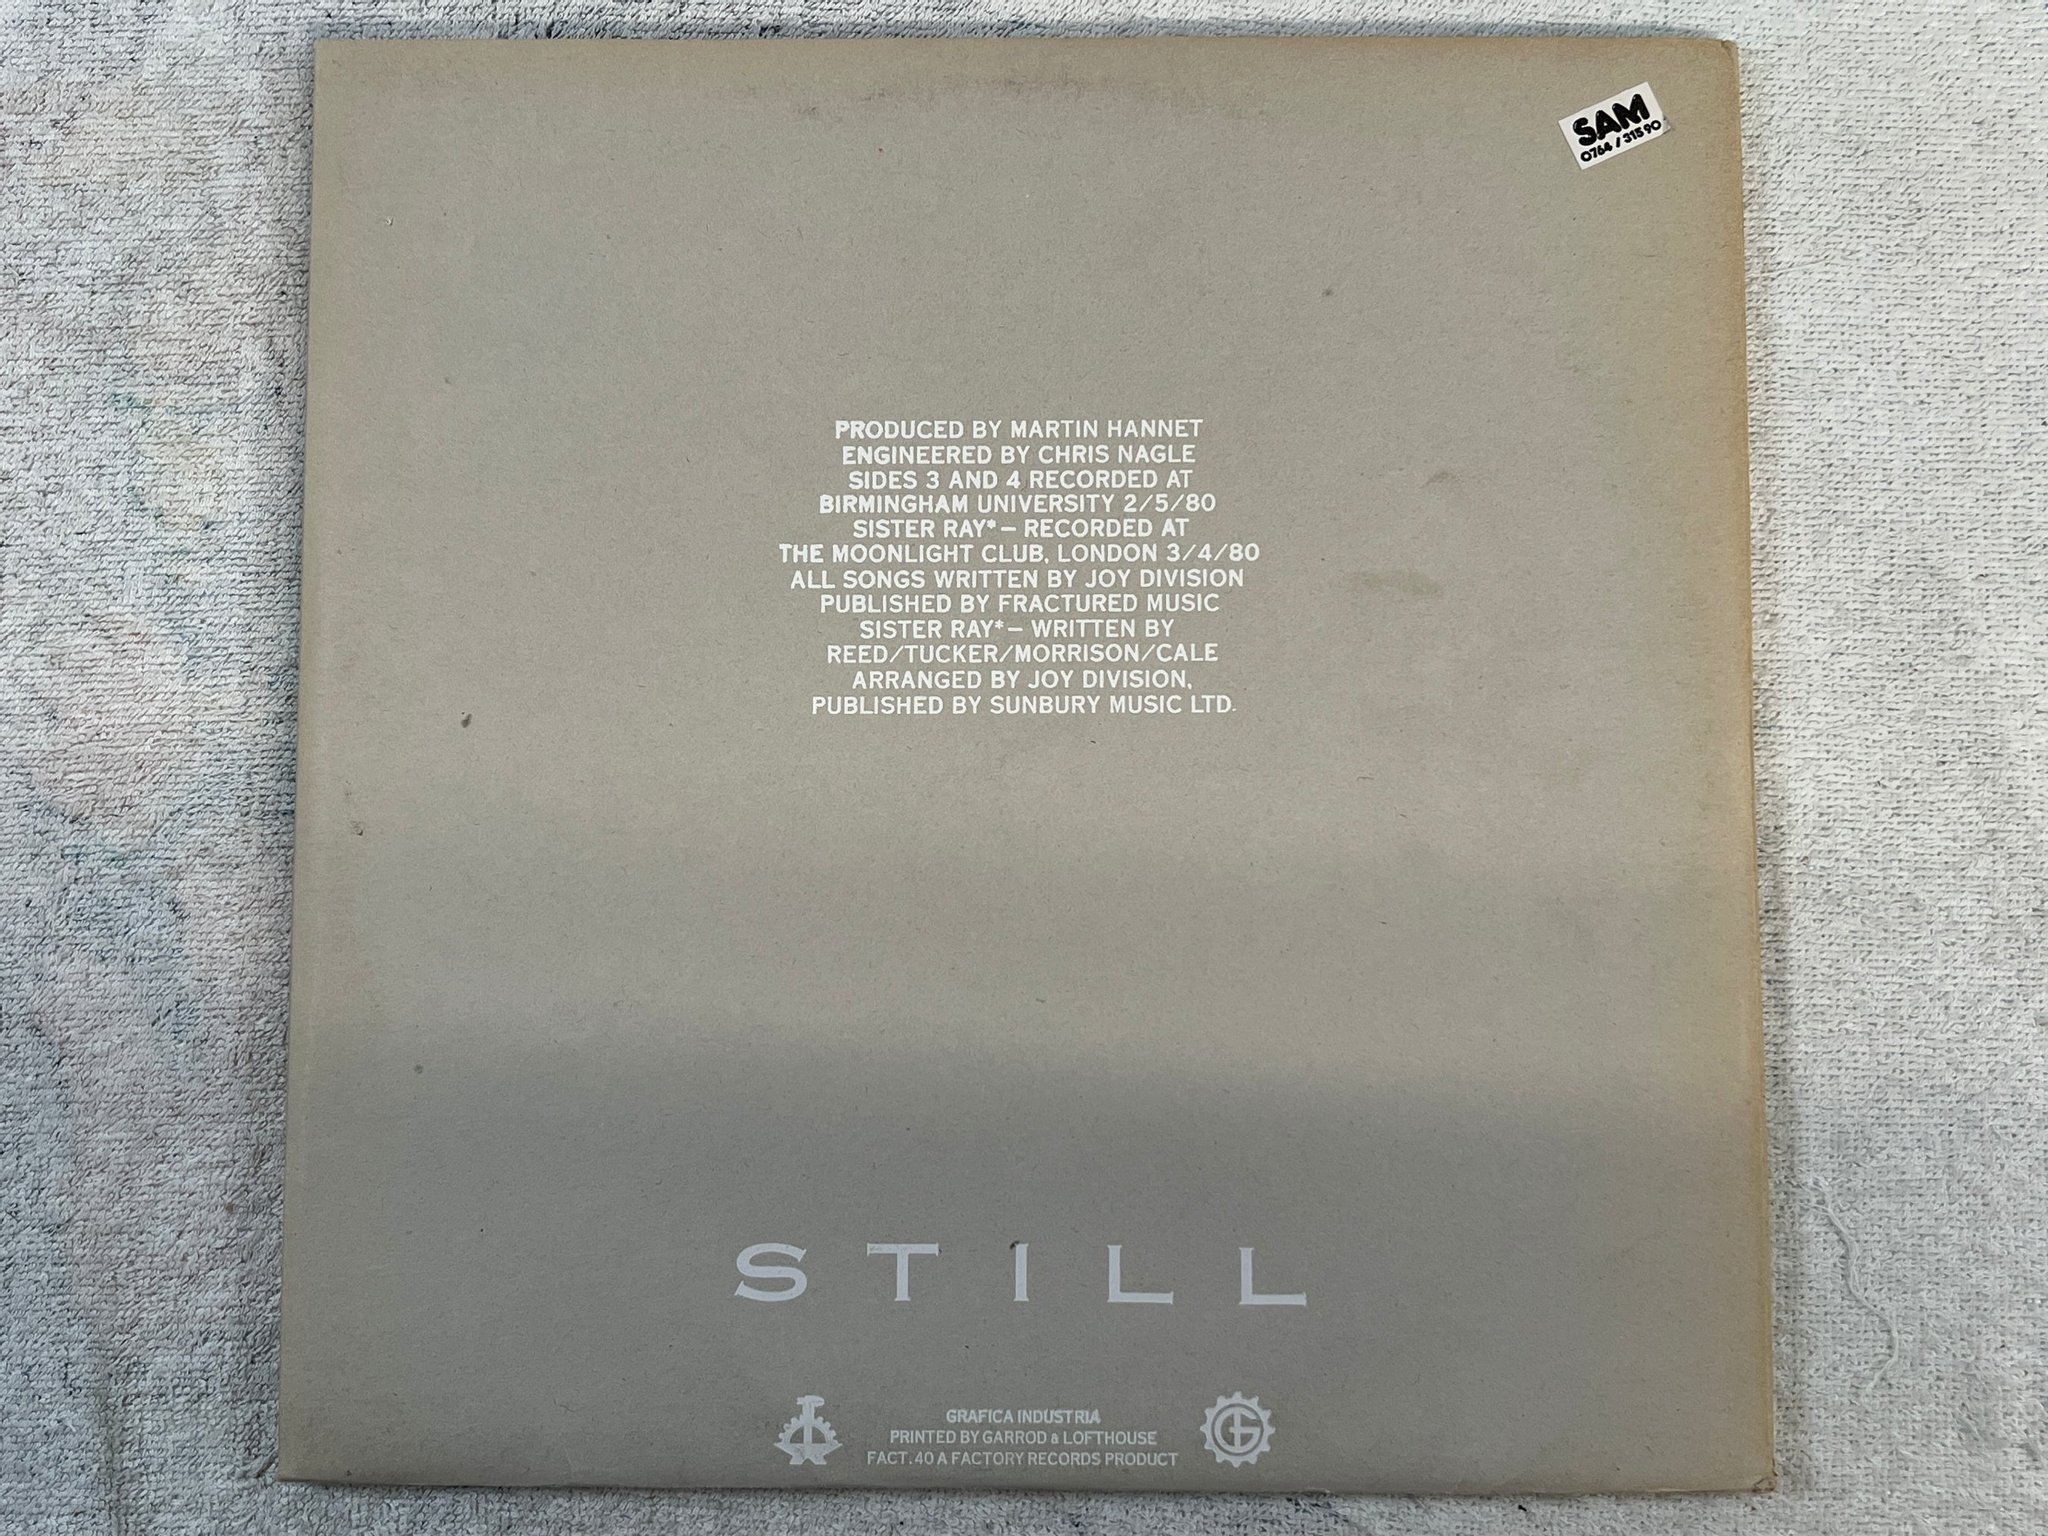 SAM
0764 / 31590
PRODUCED BY MARTIN HANNET
ENGINEERED BY CHRIS NAGLE
SIDES 3 AND 4 RECORDED AT
BIRMINGHAM UNIVERSITY 2/5/80
SISTER RAY* – RECORDED AT
THE MOONLIGHT CLUB, LONDON 3/4/80
ALL SONGS WRITTEN BY JOY DIVISION
PUBLISHED BY FRACTURED MUSIC
SISTER RAY* – WRITTEN BY
REED/TUCKER/MORRISON/CALE
ARRANGED BY JOY DIVISION,
PUBLISHED BY SUNBURY MUSIC LTD.
STILL
GRAFICA INDUSTRIA
PRINTED BY GARROD & LOFTHOUSE
FACT. 40 A FACTORY RECORDS PRODUCT